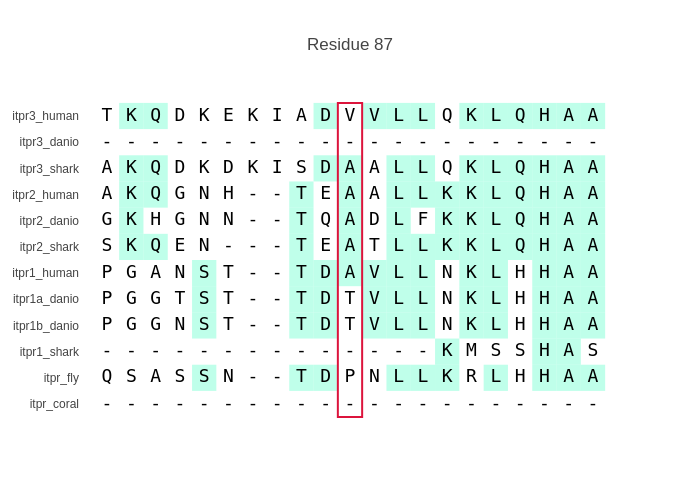 Residue 87
itpr3_human T K Q D K E K I A D V V L L Q K L Q H A A
itpr3_danio - - - - - - - - - - - - - - - - - - - - -
itpr3_shark A K Q D K D K I S D A A L L Q K L Q H A A
itpr2_human A K Q G N H - - T E A A L L K K L Q H A A
itpr2_danio G K H G N N - - T Q A D L F K K L Q H A A
itpr2_shark S K Q E N - - - T E A T L L K K L Q H A A
itpr1_human P G A N S T - - T D A V L L N K L H H A A
itpr1a_danio P G G T S T - - T D T V L L N K L H H A A
itpr1b_danio P G G N S T - - T D T V L L N K L H H A A
itpr1_shark - - - - - - - - - - - - - - K M S S H A S
itpr_fly Q S A S S N - - T D P N L L K R L H H A A
itpr_coral - - - - - - - - - - - - - - - - - - - - -